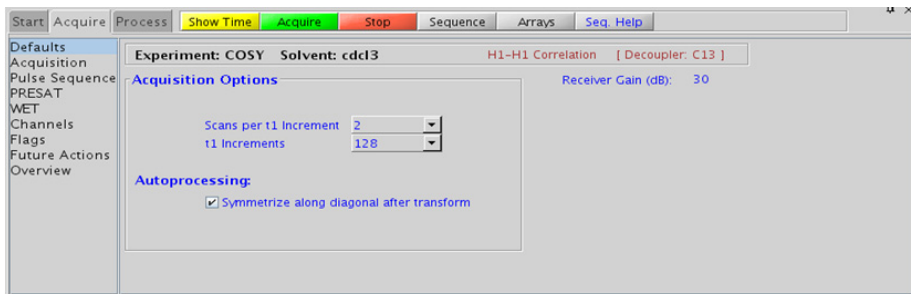 Start Acquire Process Show Time Acquire Stop Sequence Arrays Seq. Help
Defaults
Acquisition
Pulse Sequence
PRESAT
WET
Channels
Flags
Future Actions
Overview
Experiment: COSY Solvent: cdcl3 H1-H1 Correlation [ Decoupler: C13 ]
Acquisition Options
Receiver Gain (dB): 30
Scans per t1 Increment 2
t1 Increments 128
Autoprocessing:
Symmetrize along diagonal after transform